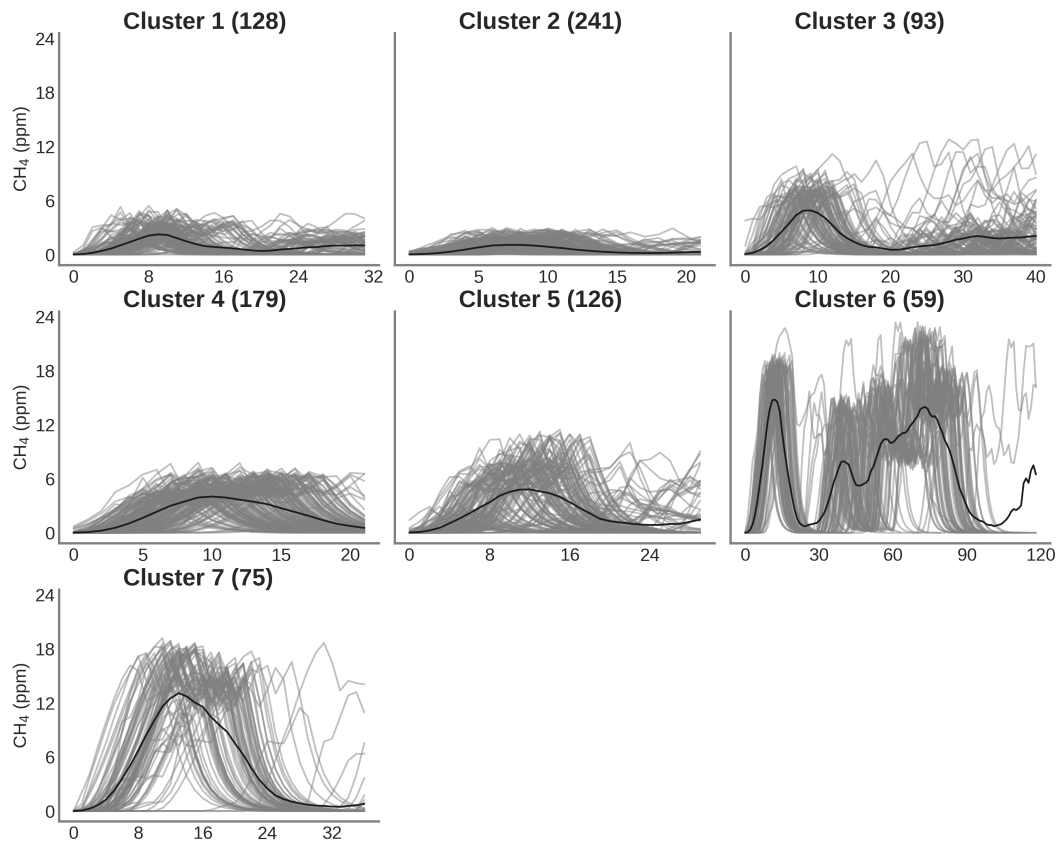 Cluster 1 (128) Cluster 2 (241) Cluster 3 (93)
24
18
12
6
0
CH₄ (ppm)
0 8 16 24 32 0 5 10 15 20 0 10 20 30 40
Cluster 4 (179) Cluster 5 (126) Cluster 6 (59)
24
18
12
6
0
CH₄ (ppm)
0 5 10 15 20 0 8 16 24 0 30 60 90 120
Cluster 7 (75)
24
18
12
6
0
CH₄ (ppm)
0 8 16 24 32